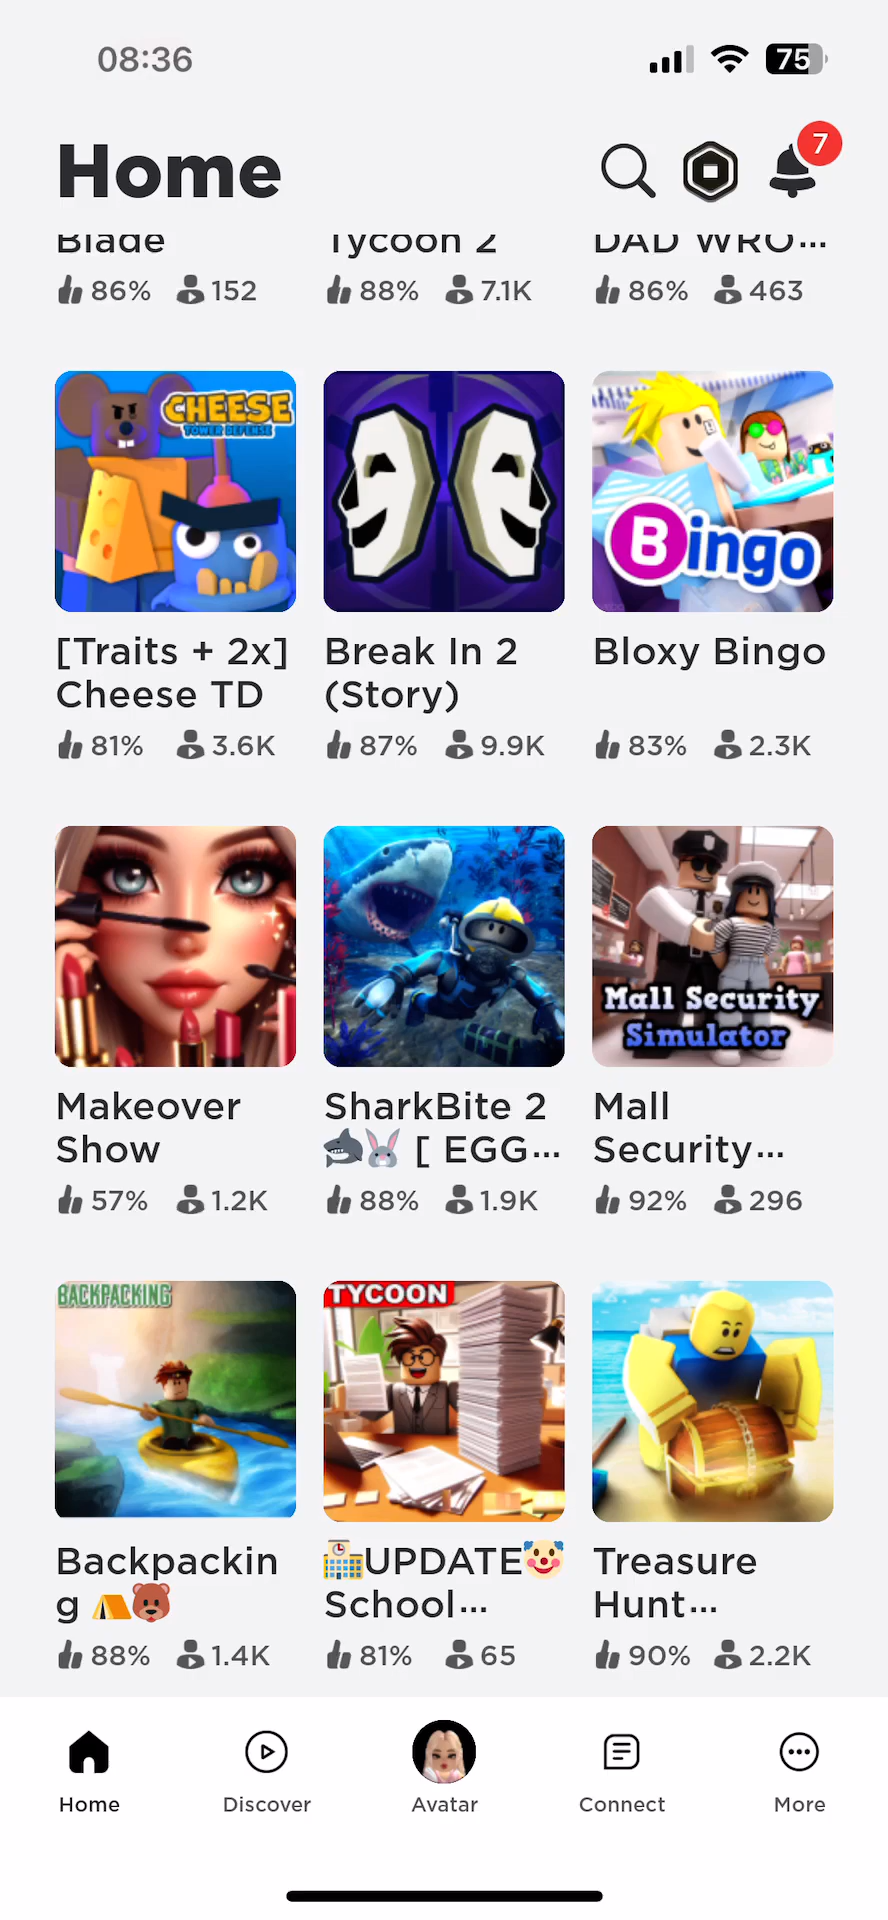 08:36
75
Home
7
Blade
Tycoon 2
DAD WRO...
86% 152
88% 7.1K
86% 463
CHEESE
TOWER DEFENSE
Bingo
[Traits + 2x]
Cheese TD
81% 3.6K
Break In 2
(Story)
87% 9.9K
Bloxy Bingo
83% 2.3K
Mall Security
Simulator
Makeover
Show
57% 1.2K
SharkBite 2
🦈🐰 [ EGG...
88% 1.9K
Mall
Security...
92% 296
BACKPACKING
TYCOON
Backpackin
g ⛺🐻
88% 1.4K
🏫UPDATE🤡
School...
81% 65
Treasure
Hunt...
90% 2.2K
Home
Discover
Avatar
Connect
More